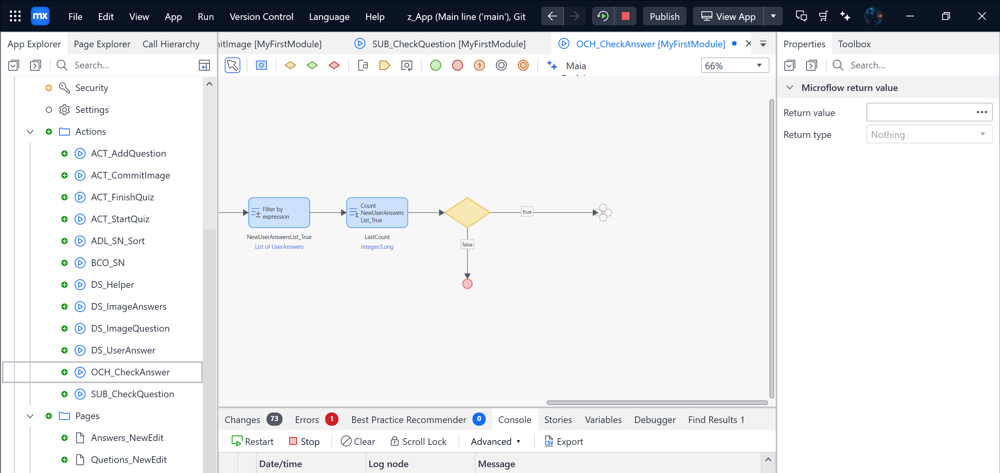 mx File Edit View App Run Version Control Language Help z_App (Main line ('main'), Git Publish View App
App Explorer Page Explorer Call Hierarchy
Search...
Security
Settings
Actions
ACT_AddQuestion
ACT_CommitImage
ACT_FinishQuiz
ACT_StartQuiz
ADL_SN_Sort
BCO_SN
DS_Helper
DS_ImageAnswers
DS_ImageQuestion
DS_UserAnswer
OCH_CheckAnswer
SUB_CheckQuestion
Pages
Answers_NewEdit
Quetions_NewEdit
itImage [MyFirstModule] SUB_CheckQuestion [MyFirstModule] OCH_CheckAnswer [MyFirstModule]
Maia
66%
Filter by
expression
NewUserAnswersList_True
List of UserAnswers
Count
NewUserAnswers
List_True
LastCount
Integer/Long
true
false
Changes 73 Errors 1 Best Practice Recommender 0 Console Stories Variables Debugger Find Results 1
Restart Stop Clear Scroll Lock Advanced CSV Export
Date/time Log node Message
Properties Toolbox
Search...
Microflow return value
Return value ...
Return type Nothing